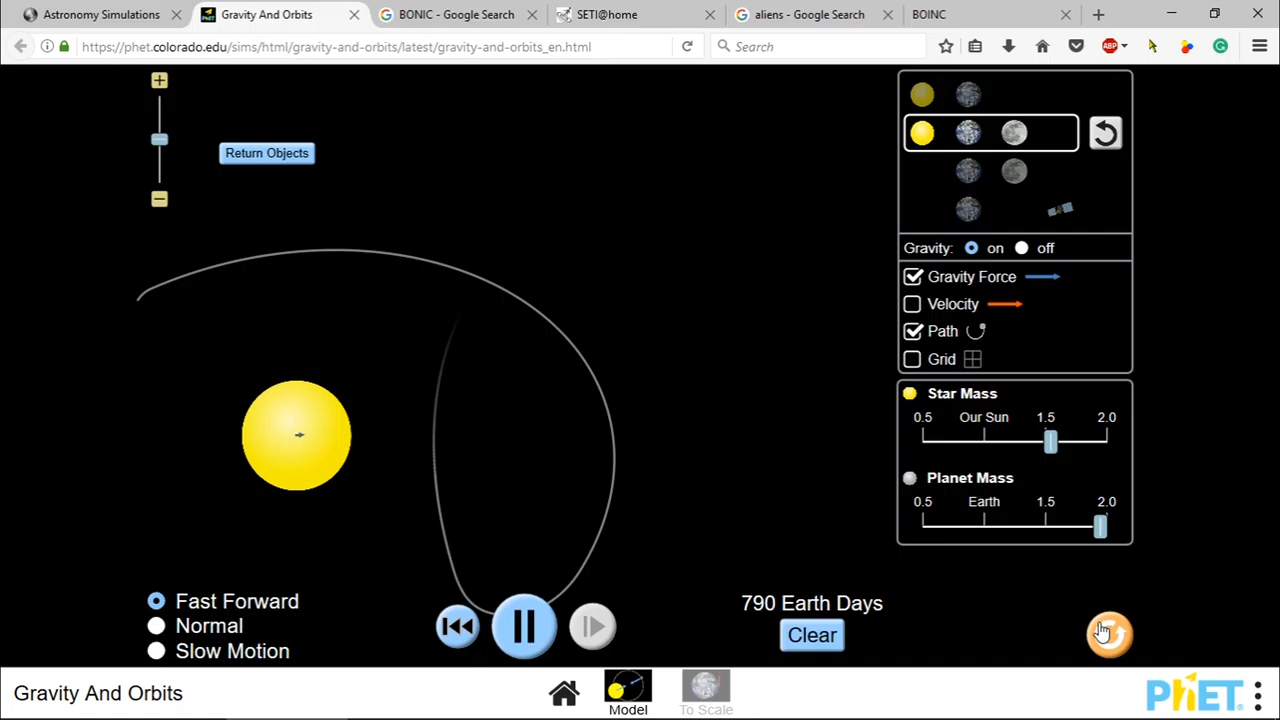 Astronomy Simulations
Gravity And Orbits
BONIC - Google Search
SETI@home
aliens - Google Search
BOINC
https://phet.colorado.edu/sims/html/gravity-and-orbits/latest/gravity-and-orbits_en.html
Search
ABP
Return Objects
Gravity: on off
Gravity Force
Velocity
Path
Grid
Star Mass
0.5 Our Sun 1.5 2.0
Planet Mass
0.5 Earth 1.5 2.0
Fast Forward
Normal
Slow Motion
790 Earth Days
Clear
Gravity And Orbits
Model
To Scale
PhET